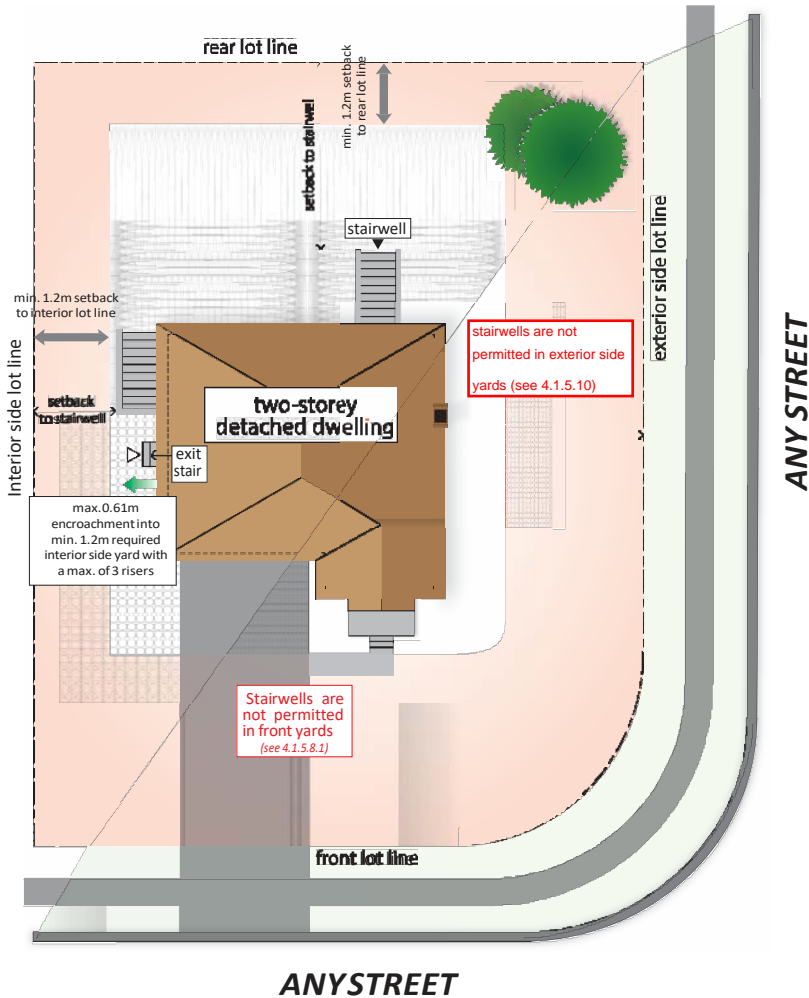 rear lot line
min. 1.2m setback
to rear lot line
setback to stairwel
stairwell
exterior side lot line
min. 1.2m setback
to interior lot line
stairwells are not
permitted in exterior side
yards (see 4.1.5.10)
ANY STREET
Interior side lot line
setback
to stairwell
two-storey
detached dwelling
exit
stair
max.0.61m
encroachment into
min. 1.2m required
interior side yard with
a max. of 3 risers
Stairwells are
not permitted
in front yards
(see 4.1.5.8.1)
front lot line
ANYSTREET